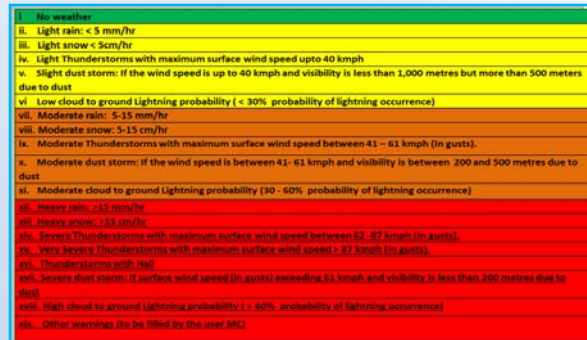 i No weather
ii. Light rain: < 5 mm/hr
iii. Light snow < 5cm/hr
iv. Light Thunderstorms with maximum surface wind speed upto 40 kmph
v. Slight dust storm: If the wind speed is up to 40 kmph and visibility is less than 1,000 metres but more than 500 meters
due to dust
vi Low cloud to ground Lightning probability ( < 30% probability of lightning occurrence)
vii. Moderate rain: 5-15 mm/hr
viii. Moderate snow: 5-15 cm/hr
ix. Moderate Thunderstorms with maximum surface wind speed between 41 – 61 kmph (In gusts).
x. Moderate dust storm: If the wind speed is between 41- 61 kmph and visibility is between 200 and 500 metres due to
dust
xi. Moderate cloud to ground Lightning probability (30 - 60% probability of lightning occurrence)
xii. Heavy rain: >15 mm/hr
xiii Heavy snow: >15 cm/hr
xiv. Severe Thunderstorms with maximum surface wind speed between 62 -87 kmph (In gusts).
xv. Very Severe Thunderstorms with maximum surface wind speed > 87 kmph (In gusts).
xvi. Thunderstorms with Hail
xvii. Severe dust storm: If surface wind speed (in gusts) exceeding 61 kmph and visibility is less than 200 metres due to
dust
xviii. High cloud to ground Lightning probability ( > 60% probability of lightning occurrence)
xix. Other warnings (to be filled by the user MC)